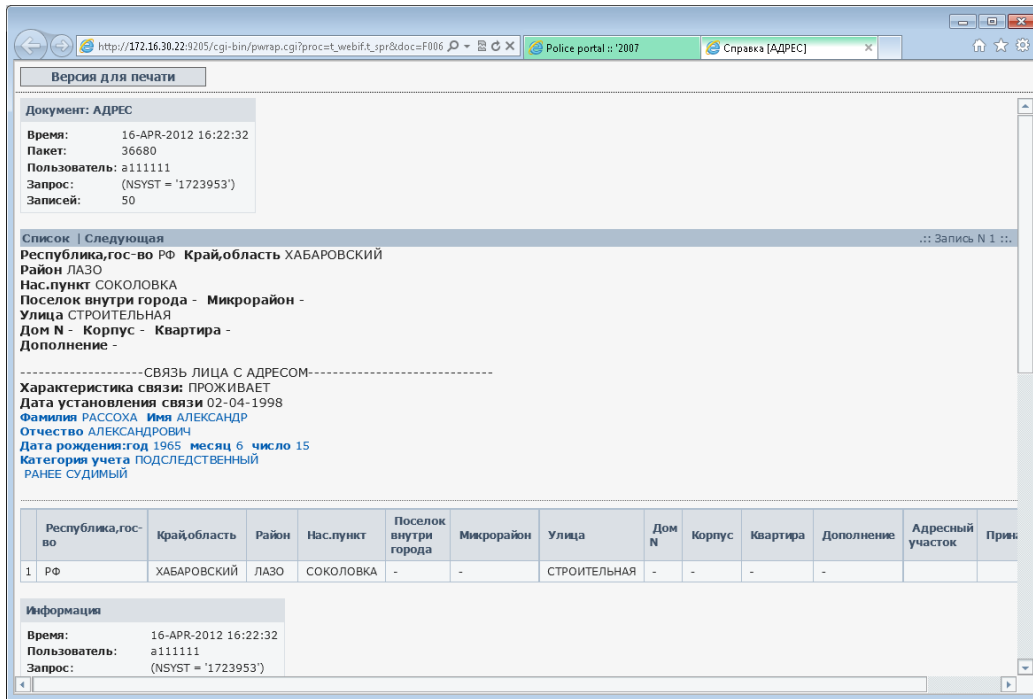 http://172.16.30.22:9205/cgi-bin/pwrap.cgi?proc=t_webif.t_spr&doc=F006
Police portal :: '2007
Справка [АДРЕС]
Версия для печати
Документ: АДРЕС
Время: 16-APR-2012 16:22:32
Пакет: 36680
Пользователь: a111111
Запрос: (NSYST = '1723953')
Записей: 50
Список | Следующая .:: Запись N 1 ::.
Республика,гос-во РФ Край,область ХАБАРОВСКИЙ
Район ЛАЗО
Нас.пункт СОКОЛОВКА
Поселок внутри города - Микрорайон -
Улица СТРОИТЕЛЬНАЯ
Дом N - Корпус - Квартира -
Дополнение -
--------------------СВЯЗЬ ЛИЦА С АДРЕСОМ------------------------------
Характеристика связи: ПРОЖИВАЕТ
Дата установления связи 02-04-1998
Фамилия РАССОХА Имя АЛЕКСАНДР
Отчество АЛЕКСАНДРОВИЧ
Дата рождения:год 1965 месяц 6 число 15
Категория учета ПОДСЛЕДСТВЕННЫЙ
РАНЕЕ СУДИМЫЙ
Республика,гос-во Край,область Район Нас.пункт Поселок внутри города Микрорайон Улица Дом N Корпус Квартира Дополнение Адресный участок
1 РФ ХАБАРОВСКИЙ ЛАЗО СОКОЛОВКА - - СТРОИТЕЛЬНАЯ - - - -
Информация
Время: 16-APR-2012 16:22:32
Пользователь: a111111
Запрос: (NSYST = '1723953')